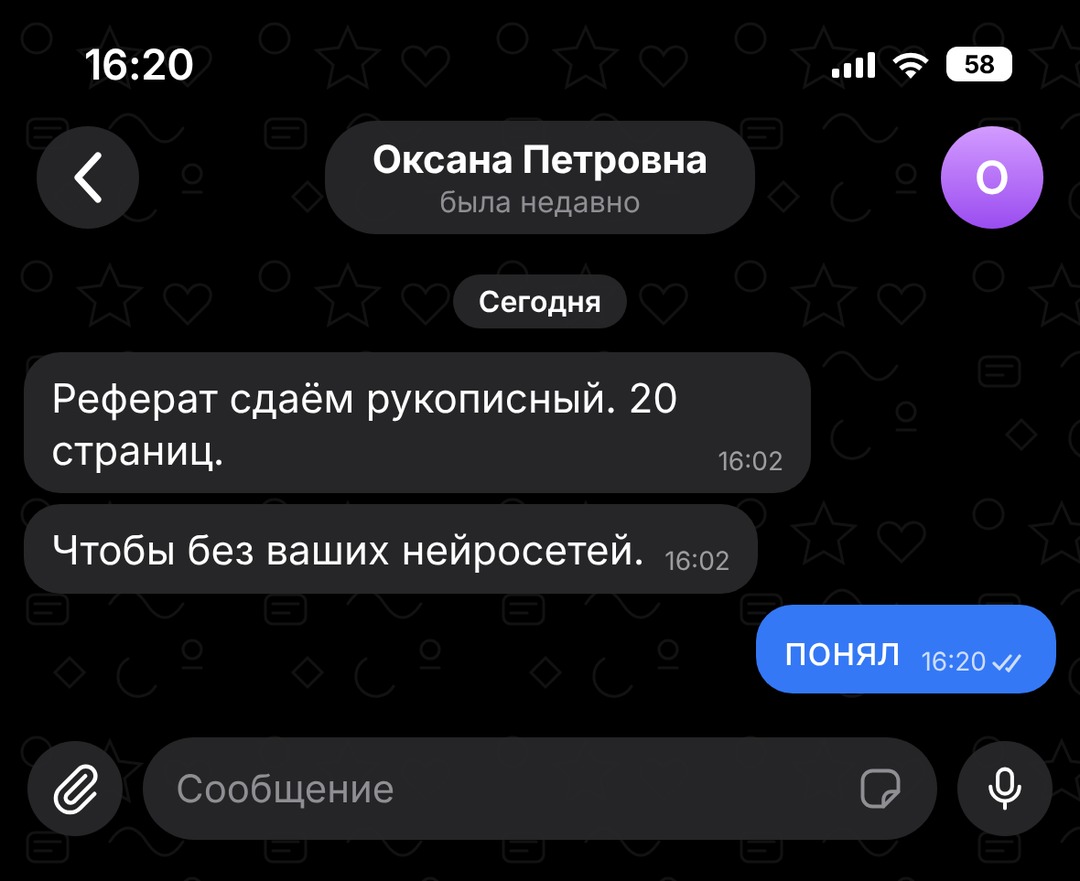 16:20
58
Оксана Петровна
была недавно
О
Сегодня
Реферат сдаём рукописный. 20
страниц.
16:02
Чтобы без ваших нейросетей. 16:02
понял 16:20
Сообщение